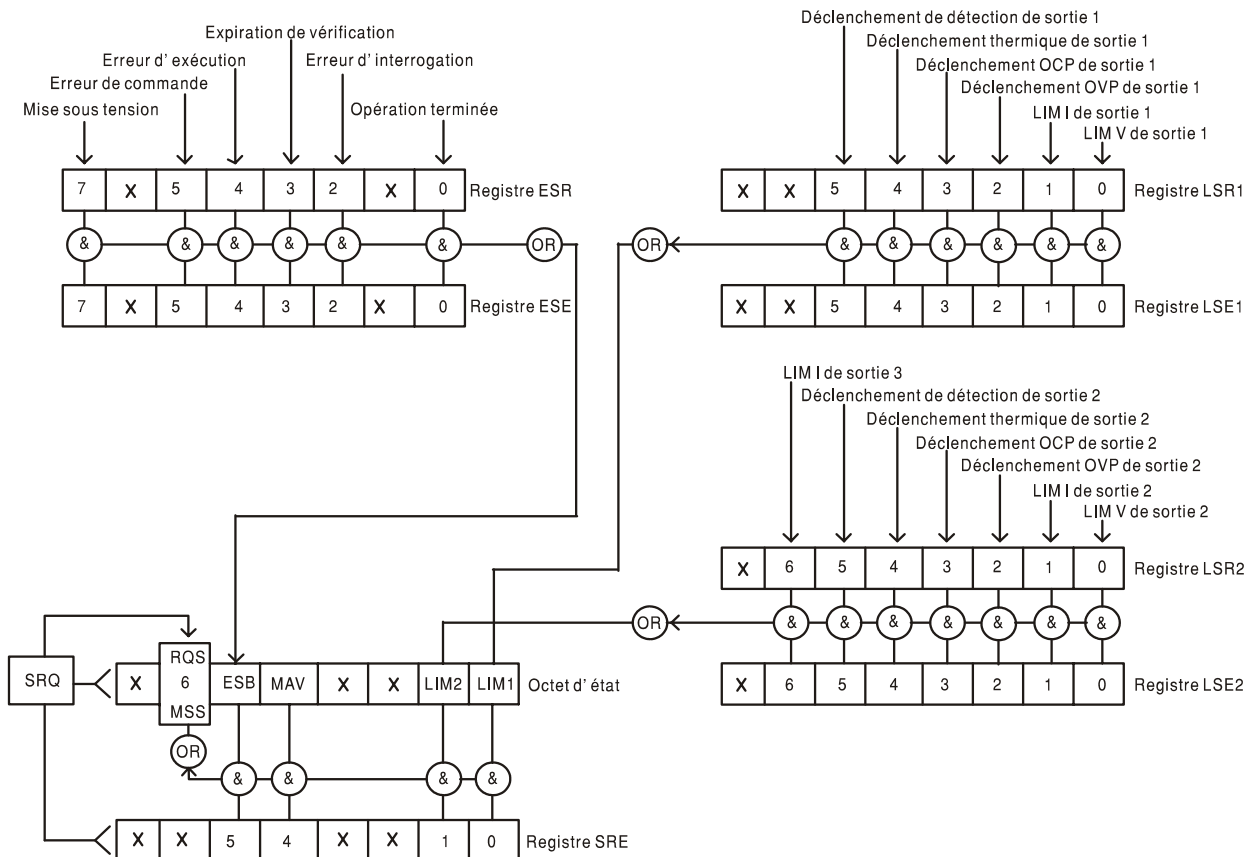 Expiration de vérification
Erreur d' exécution
Erreur d' interrogation
Erreur de commande
Mise sous tension
Opération terminée
7 X 5 4 3 2 X 0 Registre ESR
& & & & & & OR
7 X 5 4 3 2 X 0 Registre ESE
Déclenchement de détection de sortie 1
Déclenchement thermique de sortie 1
Déclenchement OCP de sortie 1
Déclenchement OVP de sortie 1
LIM I de sortie 1
LIM V de sortie 1
X X 5 4 3 2 1 0 Registre LSR1
OR & & & & & &
X X 5 4 3 2 1 0 Registre LSE1
LIM I de sortie 3
Déclenchement de détection de sortie 2
Déclenchement thermique de sortie 2
Déclenchement OCP de sortie 2
Déclenchement OVP de sortie 2
LIM I de sortie 2
LIM V de sortie 2
X 6 5 4 3 2 1 0 Registre LSR2
OR & & & & & & &
X 6 5 4 3 2 1 0 Registre LSE2
RQS
SRQ X 6 ESB MAV X X LIM2 LIM1 Octet d' état
MSS
OR
& & & &
X X 5 4 X X 1 0 Registre SRE